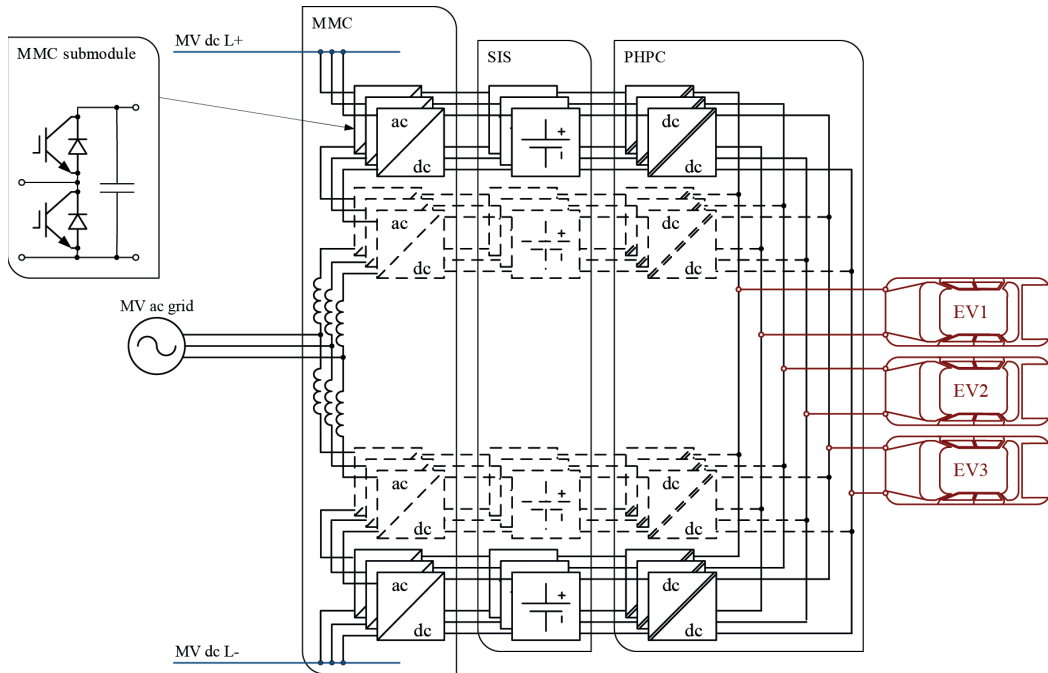 MMC
MV dc L+
SIS
PHPC
MMC submodule
ac
dc
+
dc
dc
ac
dc
+
dc
dc
MV ac grid
EV1
EV2
EV3
ac
dc
+
dc
dc
ac
dc
+
dc
dc
MV dc L-